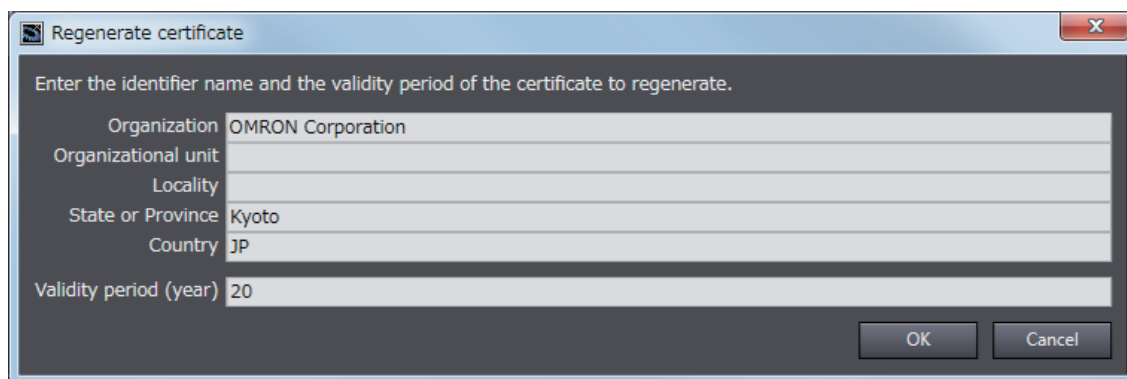 Regenerate certificate
Enter the identifier name and the validity period of the certificate to regenerate.
Organization OMRON Corporation
Organizational unit
Locality
State or Province Kyoto
Country JP
Validity period (year) 20
OK Cancel